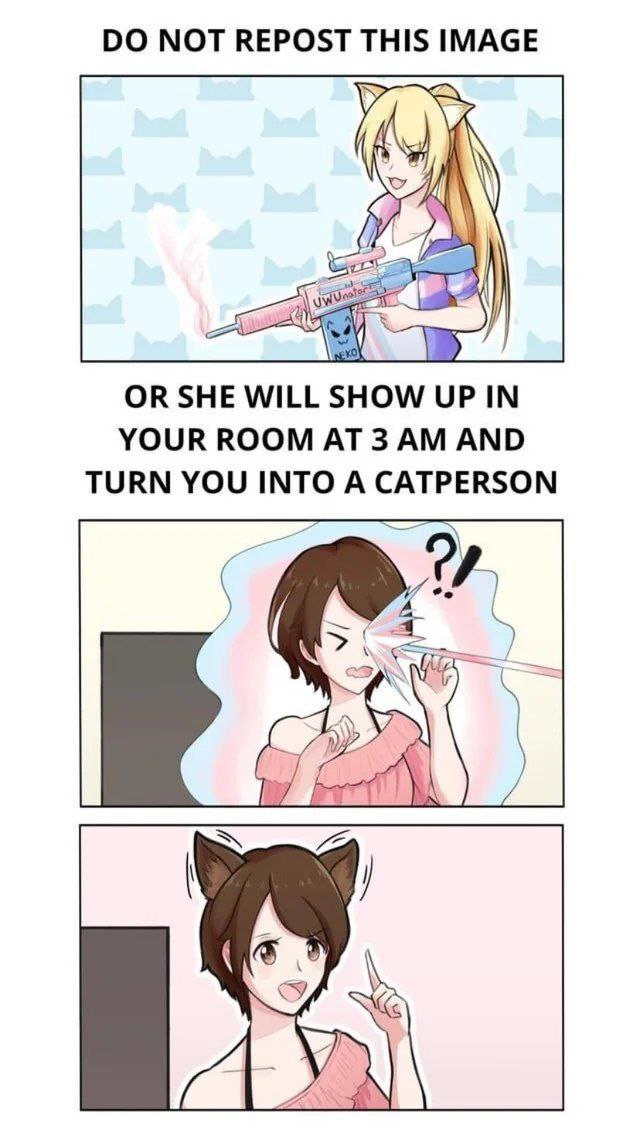 DO NOT REPOST THIS IMAGE
UWUnator
NEKO
OR SHE WILL SHOW UP IN
YOUR ROOM AT 3 AM AND
TURN YOU INTO A CATPERSON
?!